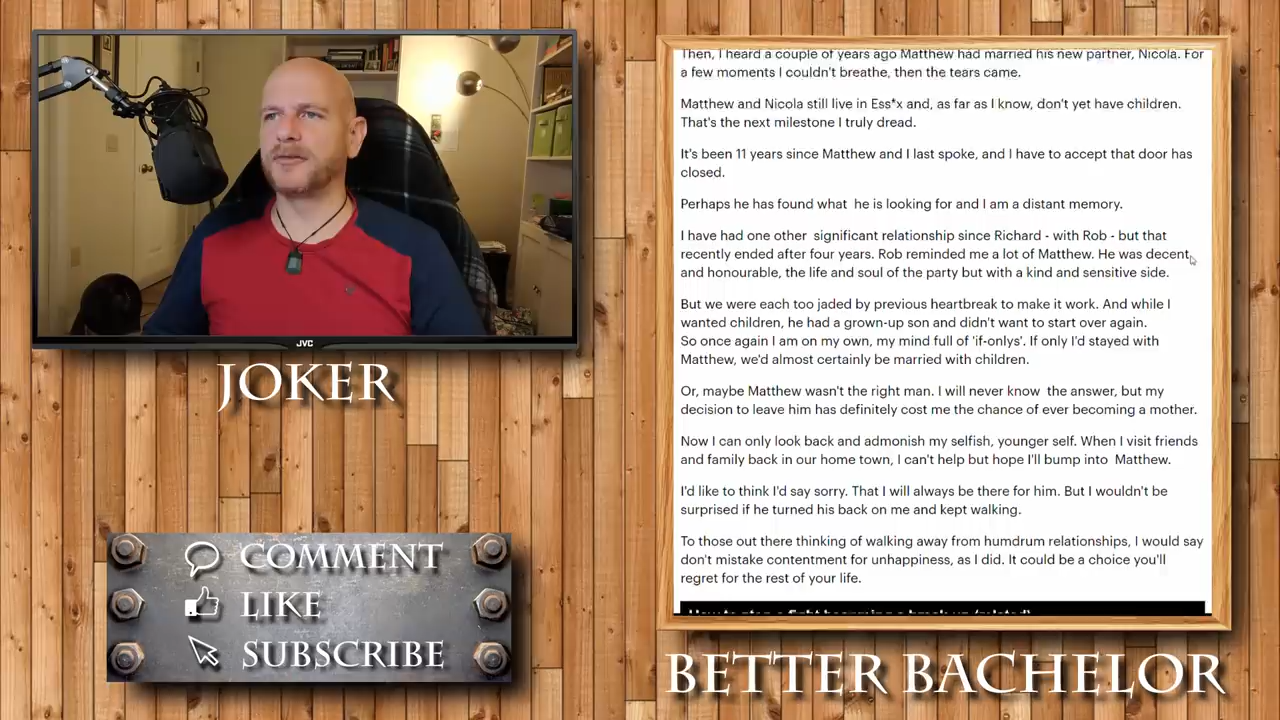 Then, I heard a couple of years ago Matthew had married his new partner, Nicola. For
a few moments I couldn't breathe, then the tears came.
Matthew and Nicola still live in Ess*x and, as far as I know, don't yet have children.
That's the next milestone I truly dread.
It's been 11 years since Matthew and I last spoke, and I have to accept that door has
closed.
Perhaps he has found what he is looking for and I am a distant memory.
I have had one other significant relationship since Richard - with Rob - but that
recently ended after four years. Rob reminded me a lot of Matthew. He was decent
and honourable, the life and soul of the party but with a kind and sensitive side.
But we were each too jaded by previous heartbreak to make it work. And while I
wanted children, he had a grown-up son and didn't want to start over again.
So once again I am on my own, my mind full of 'if-onlys'. If only I'd stayed with
Matthew, we'd almost certainly be married with children.
Or, maybe Matthew wasn't the right man. I will never know the answer, but my
decision to leave him has definitely cost me the chance of ever becoming a mother.
Now I can only look back and admonish my selfish, younger self. When I visit friends
and family back in our home town, I can't help but hope I'll bump into Matthew.
I'd like to think I'd say sorry. That I will always be there for him. But I wouldn't be
surprised if he turned his back on me and kept walking.
To those out there thinking of walking away from humdrum relationships, I would say
don't mistake contentment for unhappiness, as I did. It could be a choice you'll
regret for the rest of your life.
How to stop a fight becoming a break-up (related)
JVC
JOKER
COMMENT
LIKE
SUBSCRIBE
BETTER BACHELOR